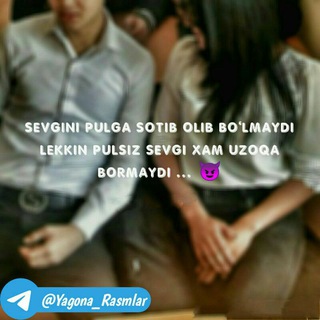 SEVGINI PULGA SOTIB OLIB BO'LMAYDI
LEKKIN PULSIZ SEVGI XAM UZOQA
BORMAYDI ... 😈
@Yagona_Rasmlar